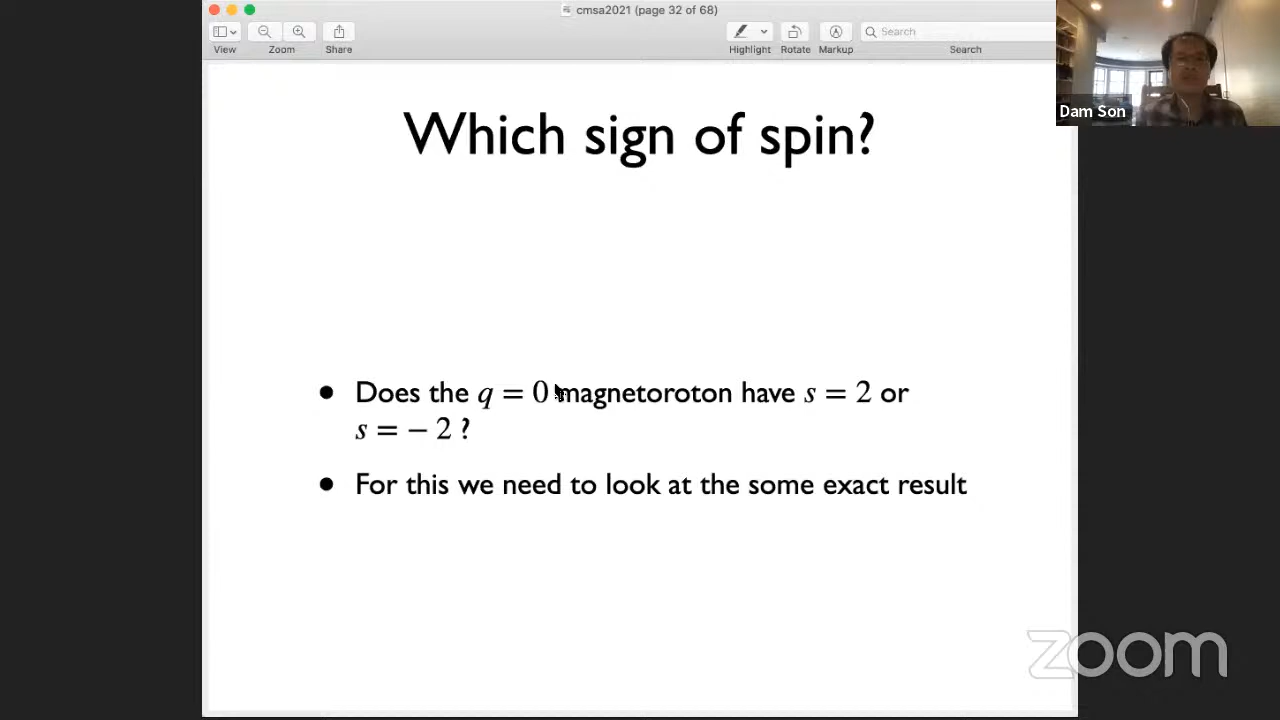 cmsa2021 (page 32 of 68)
View
Zoom
Share
Highlight
Rotate
Markup
Search
Search
Dam Son
Which sign of spin?
• Does the q = 0 magnetoroton have s = 2 or
s = − 2 ?
• For this we need to look at the some exact result
zoom